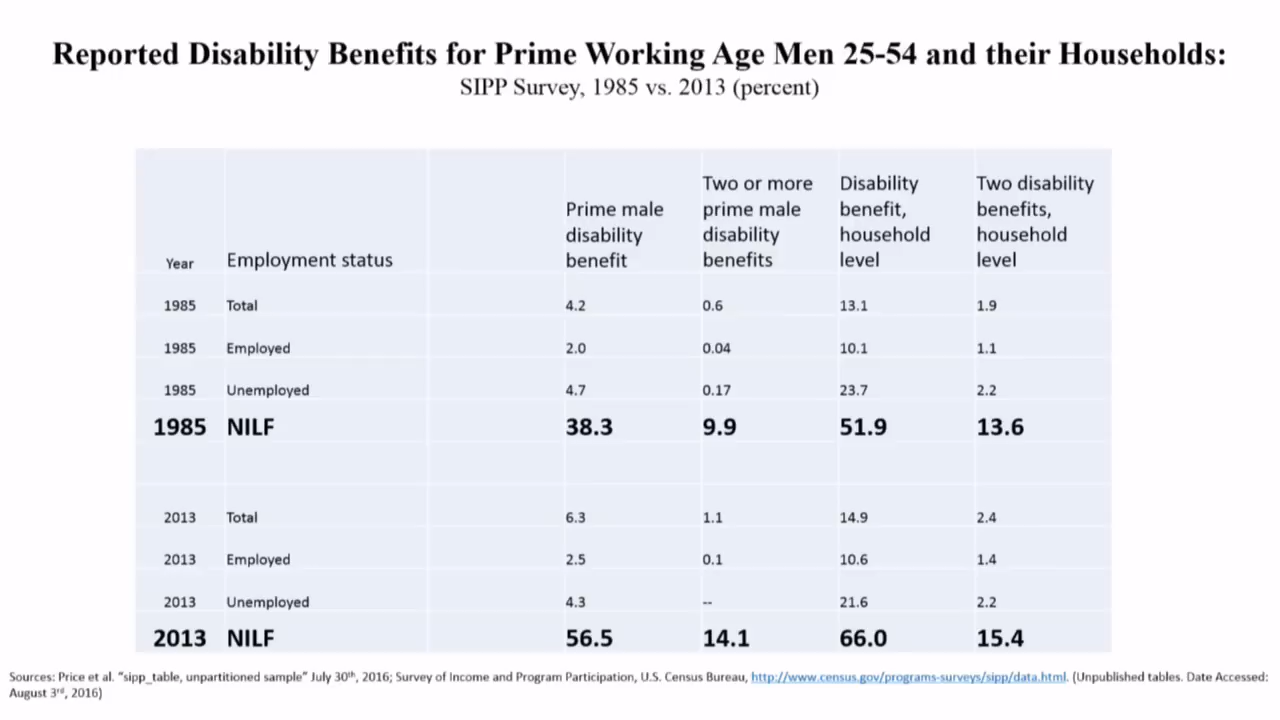 Reported Disability Benefits for Prime Working Age Men 25-54 and their Households:
SIPP Survey, 1985 vs. 2013 (percent)
Year Employment status Prime male disability benefit Two or more prime male disability benefits Disability benefit, household level Two disability benefits, household level
1985 Total 4.2 0.6 13.1 1.9
1985 Employed 2.0 0.04 10.1 1.1
1985 Unemployed 4.7 0.17 23.7 2.2
1985 NILF 38.3 9.9 51.9 13.6
2013 Total 6.3 1.1 14.9 2.4
2013 Employed 2.5 0.1 10.6 1.4
2013 Unemployed 4.3 -- 21.6 2.2
2013 NILF 56.5 14.1 66.0 15.4
Sources: Price et al. "sipp_table, unpartitioned sample" July 30th, 2016; Survey of Income and Program Participation, U.S. Census Bureau, http://www.census.gov/programs-surveys/sipp/data.html. (Unpublished tables. Date Accessed:
August 3rd, 2016)